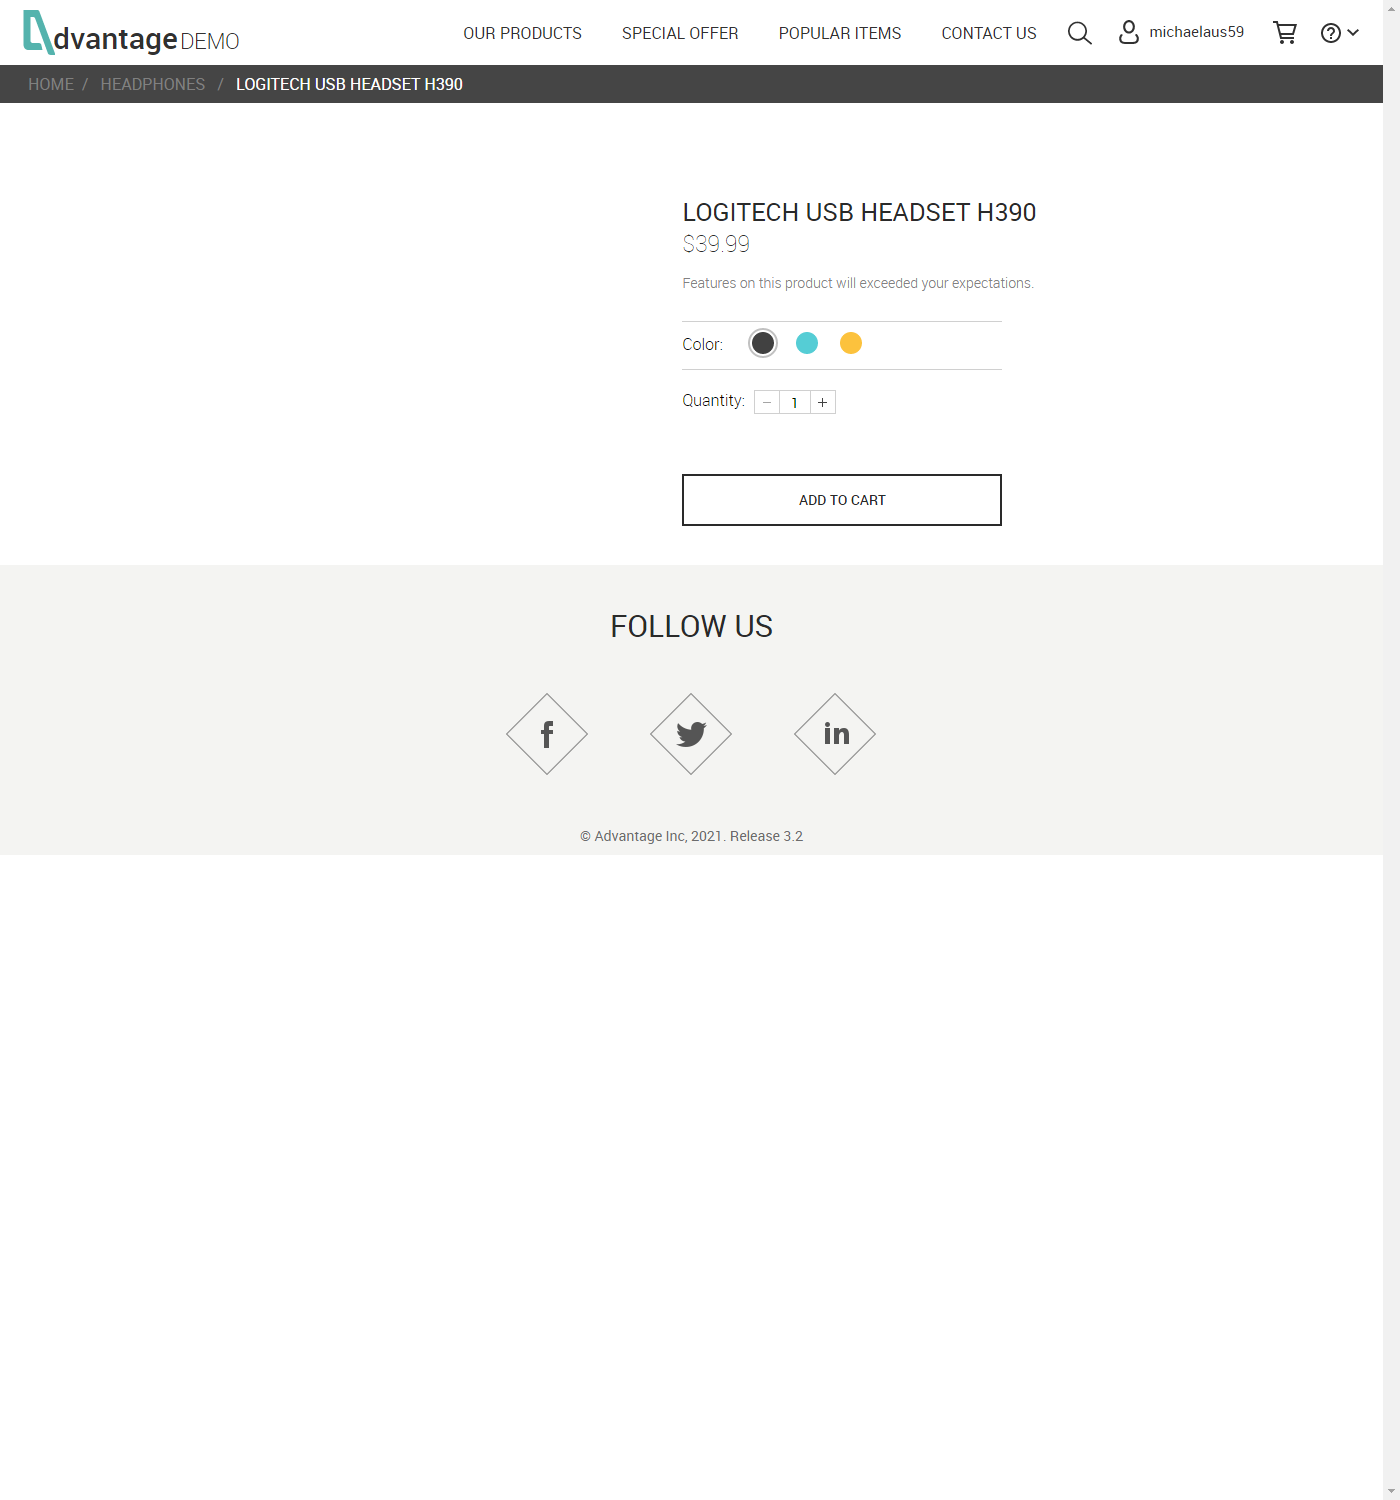 dvantage DEMO
OUR PRODUCTS SPECIAL OFFER POPULAR ITEMS CONTACT US michaelaus59
HOME / HEADPHONES / LOGITECH USB HEADSET H390
LOGITECH USB HEADSET H390
$39.99
Features on this product will exceeded your expectations.
Color:
Quantity: 1
ADD TO CART
FOLLOW US
© Advantage Inc, 2021. Release 3.2